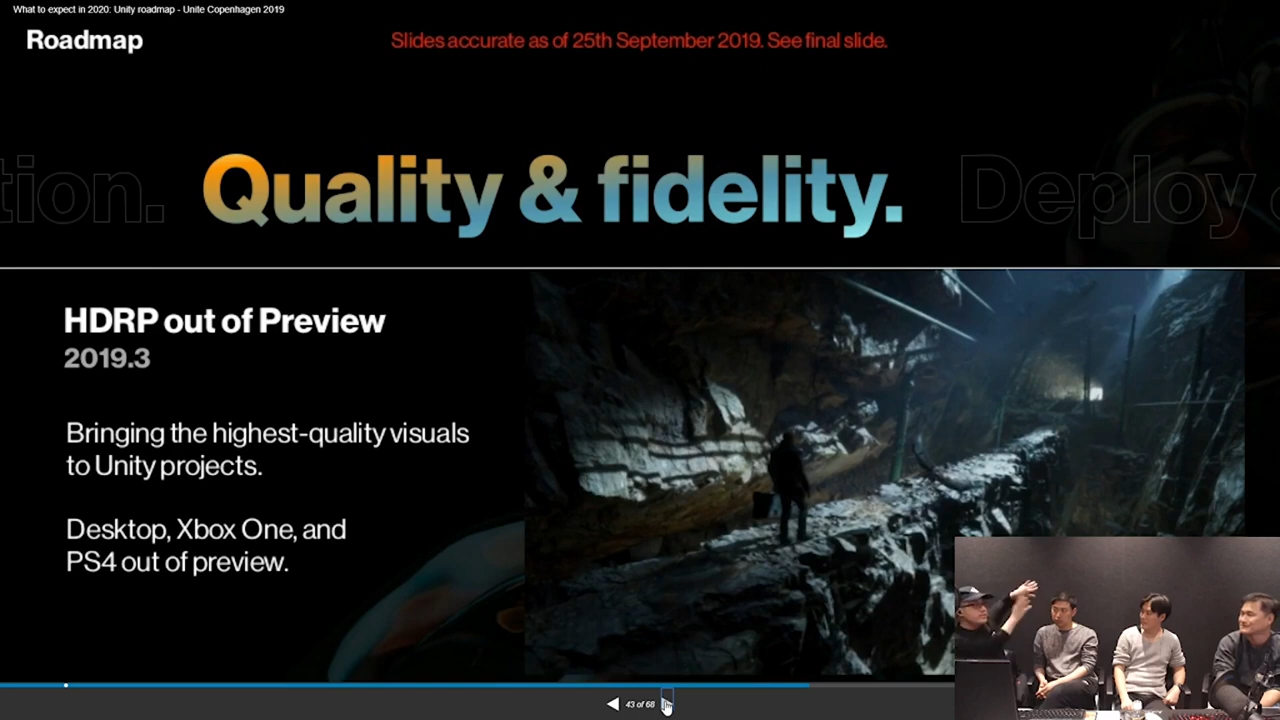 What to expect in 2020: Unity roadmap - Unite Copenhagen 2019
Roadmap
Slides accurate as of 25th September 2019. See final slide.
tion. Quality & fidelity. Deploy
HDRP out of Preview
2019.3
Bringing the highest-quality visuals
to Unity projects.
Desktop, Xbox One, and
PS4 out of preview.
43 of 68